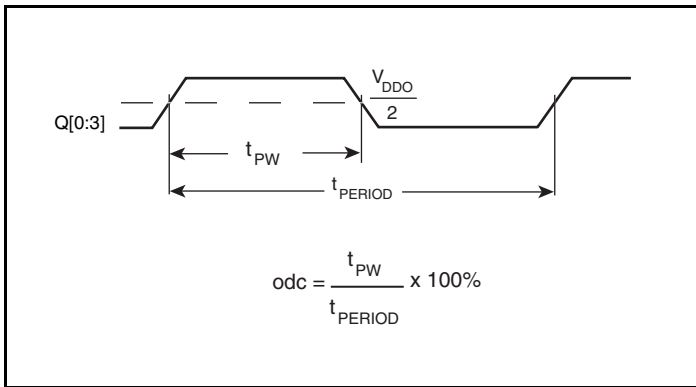 V_DDO
2
Q[0:3]
t_PW
t_PERIOD
t_PW
odc = x 100%
t_PERIOD